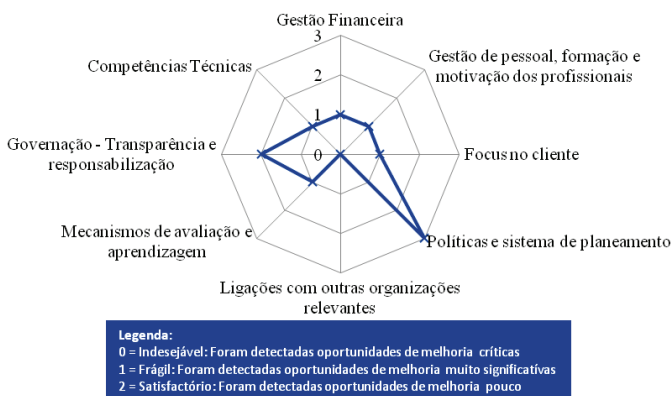 Gestão Financeira
3
2
1
0
Gestão de pessoal, formação e
motivação dos profissionais
Focus no cliente
Políticas e sistema de planeamento
Ligações com outras organizações
relevantes
Mecanismos de avaliação e
aprendizagem
Governação - Transparência e
responsabilização
Competências Técnicas
Legenda:
0 = Indesejável: Foram detectadas oportunidades de melhoria críticas
1 = Frágil: Foram detectadas oportunidades de melhoria muito significatívas
2 = Satisfactório: Foram detectadas oportunidades de melhoria pouco